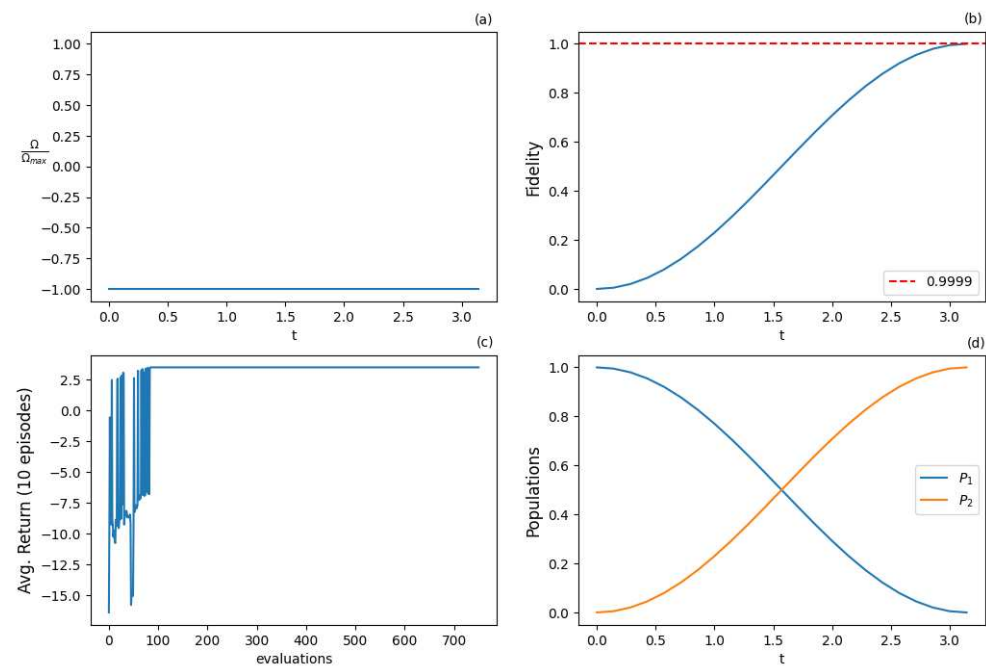 (a)
1.00
0.75
0.50
0.25
0.00
−0.25
−0.50
−0.75
−1.00
Ω
Ωmax
0.0 0.5 1.0 1.5 2.0 2.5 3.0
t
(b)
1.0
0.8
0.6
0.4
0.2
0.0
Fidelity
0.9999
0.0 0.5 1.0 1.5 2.0 2.5 3.0
t
(c)
2.5
0.0
−2.5
−5.0
−7.5
−10.0
−12.5
−15.0
Avg. Return (10 episodes)
0 100 200 300 400 500 600 700
evaluations
(d)
1.0
0.8
0.6
0.4
0.2
0.0
Populations
P1
P2
0.0 0.5 1.0 1.5 2.0 2.5 3.0
t